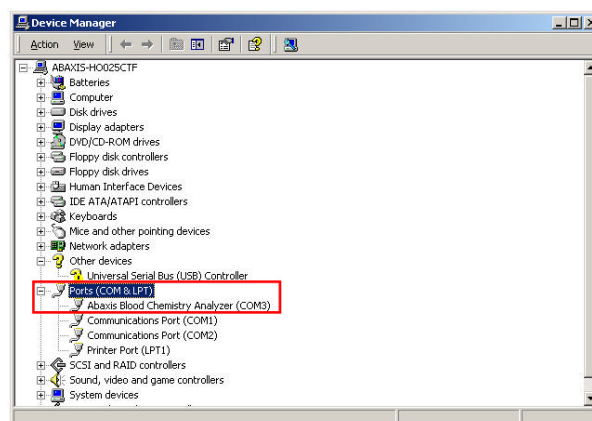 Device Manager
Action View
ABAXIS-HO025CTF
Batteries
Computer
Disk drives
Display adapters
DVD/CD-ROM drives
Floppy disk controllers
Floppy disk drives
Human Interface Devices
IDE ATA/ATAPI controllers
Keyboards
Mice and other pointing devices
Network adapters
Other devices
Universal Serial Bus (USB) Controller
Ports (COM & LPT)
Abaxis Blood Chemistry Analyzer (COM3)
Communications Port (COM1)
Communications Port (COM2)
Printer Port (LPT1)
SCSI and RAID controllers
Sound, video and game controllers
System devices